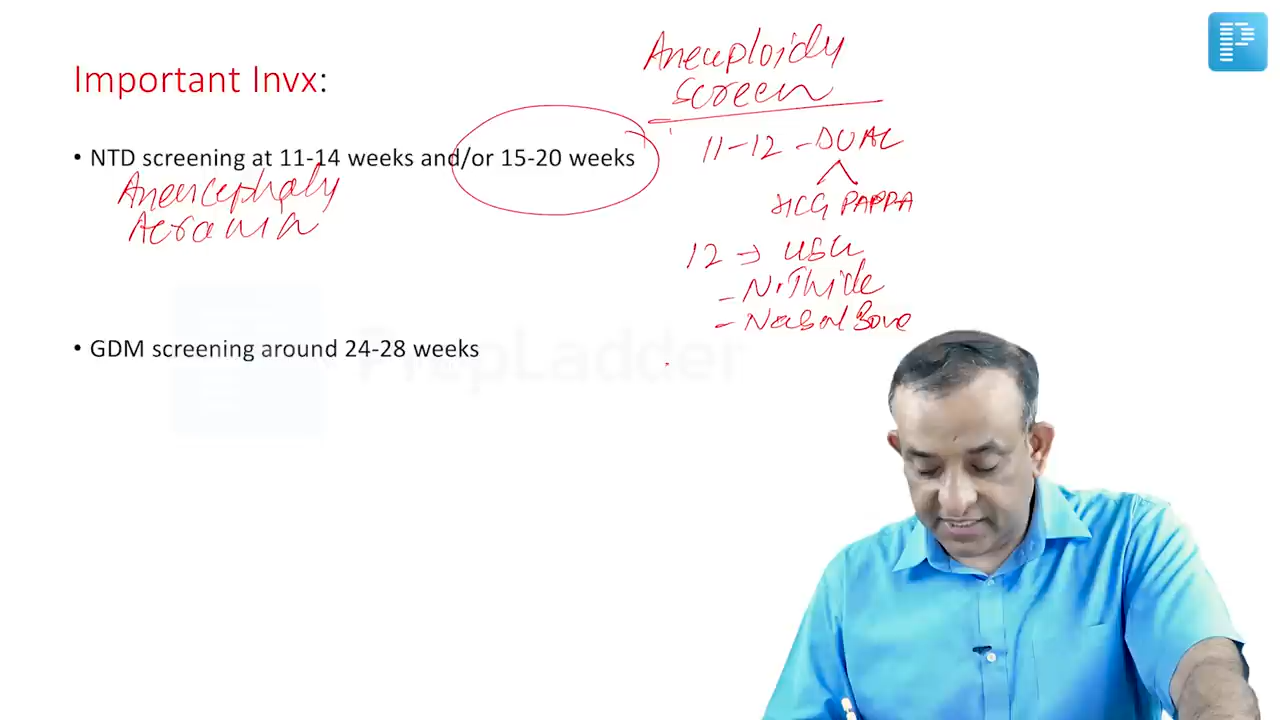 Important Invx:
• NTD screening at 11-14 weeks and/or 15-20 weeks
Anencephaly
Acrania
• GDM screening around 24-28 weeks
Aneuploidy
Screen
11-12 - DUAL
HCG PAPPA
12 → USG
- N. Thick
- Nasal Bone
PrepLadder